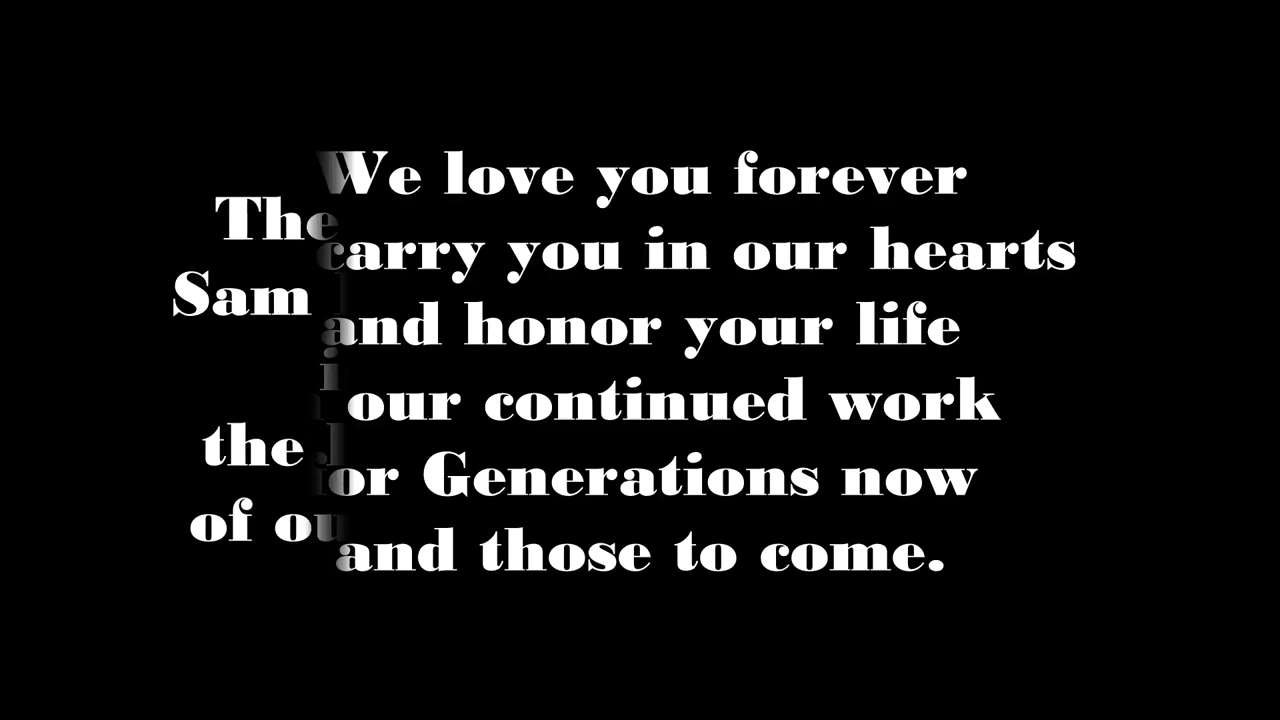 We love you forever
The
carry you in our hearts
Sam
and honor your life
our continued work
the
or Generations now
of ou
and those to come.